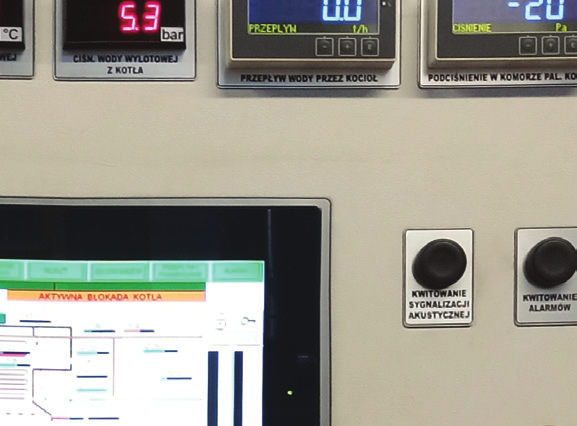 °C
5.3
bar
CIŚN. WODY WYLOTOWEJ
Z KOTŁA
0.0
PRZEPŁYW t/h
PRZEPŁYW WODY PRZEZ KOCIOŁ
-20
CIŚNIENIE Pa
PODCIŚNIENIE W KOMORZE PAL.
AKTYWNA BLOKADA KOTŁA
KWITOWANIE
SYGNALIZACJI
AKUSTYCZNEJ
KWITOWANIE
ALARMÓW